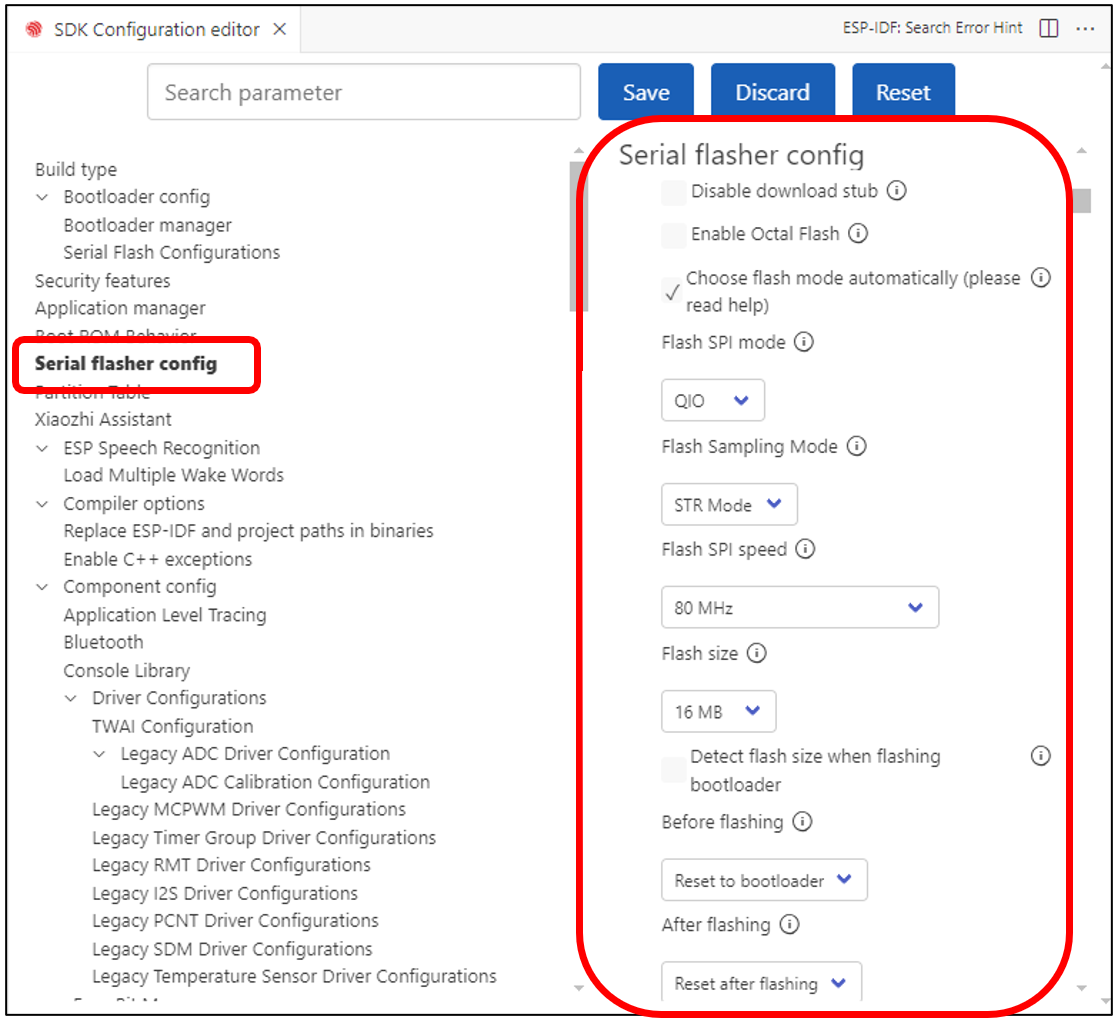 SDK Configuration editor
ESP-IDF: Search Error Hint
Search parameter
Save
Discard
Reset
Build type
Bootloader config
Bootloader manager
Serial Flash Configurations
Security features
Application manager
Boot ROM Behavior
Serial flasher config
Partition Table
Xiaozhi Assistant
ESP Speech Recognition
Load Multiple Wake Words
Compiler options
Replace ESP-IDF and project paths in binaries
Enable C++ exceptions
Component config
Application Level Tracing
Bluetooth
Console Library
Driver Configurations
TWAI Configuration
Legacy ADC Driver Configuration
Legacy ADC Calibration Configuration
Legacy MCPWM Driver Configurations
Legacy Timer Group Driver Configurations
Legacy RMT Driver Configurations
Legacy I2S Driver Configurations
Legacy PCNT Driver Configurations
Legacy SDM Driver Configurations
Legacy Temperature Sensor Driver Configurations
Serial flasher config
Disable download stub
Enable Octal Flash
Choose flash mode automatically (please
read help)
Flash SPI mode
QIO
Flash Sampling Mode
STR Mode
Flash SPI speed
80 MHz
Flash size
16 MB
Detect flash size when flashing
bootloader
Before flashing
Reset to bootloader
After flashing
Reset after flashing